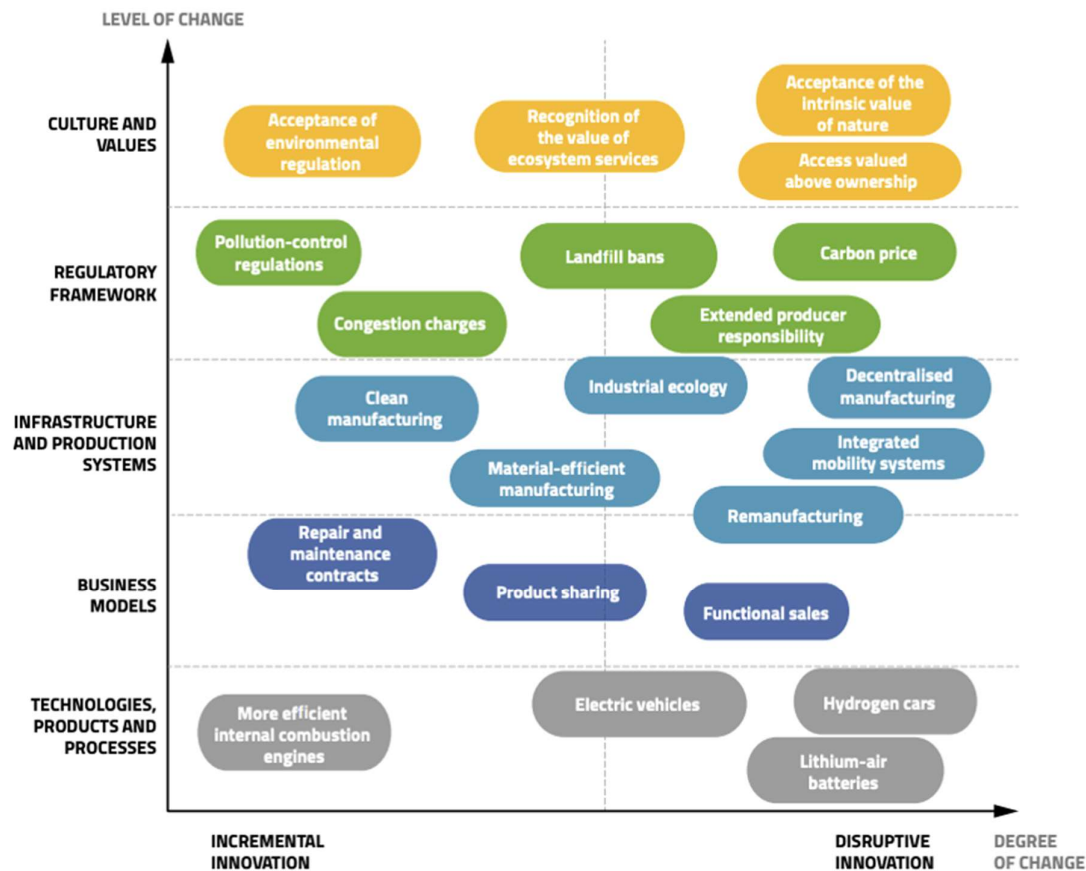 LEVEL OF CHANGE
CULTURE AND
VALUES
Acceptance of
environmental
regulation
Recognition of
the value of
ecosystem services
Acceptance of the
intrinsic value
of nature
Access valued
above ownership
REGULATORY
FRAMEWORK
Pollution-control
regulations
Congestion charges
Landfill bans
Extended producer
responsibility
Carbon price
INFRASTRUCTURE
AND PRODUCTION
SYSTEMS
Clean
manufacturing
Material-efficient
manufacturing
Industrial ecology
Decentralised
manufacturing
Integrated
mobility systems
Remanufacturing
BUSINESS
MODELS
Repair and
maintenance
contracts
Product sharing
Functional sales
TECHNOLOGIES,
PRODUCTS AND
PROCESSES
More efficient
internal combustion
engines
Electric vehicles
Hydrogen cars
Lithium-air
batteries
INCREMENTAL
INNOVATION
DISRUPTIVE
INNOVATION
DEGREE
OF CHANGE